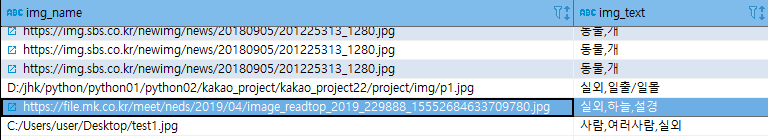 ABC img_name ABC img_text
https://img.sbs.co.kr/newimg/news/20180905/201225313_1280.jpg 동물,개
https://img.sbs.co.kr/newimg/news/20180905/201225313_1280.jpg 동물,개
https://img.sbs.co.kr/newimg/news/20180905/201225313_1280.jpg 동물,개
D:/jhk/python/python01/python02/kakao_project/kakao_project22/project/img/p1.jpg 실외,일출/일몰
https://file.mk.co.kr/meet/neds/2019/04/image_readtop_2019_229888_15552684633709780.jpg 실외,하늘,설경
C:/Users/user/Desktop/test1.jpg 사람,여러사람,실외